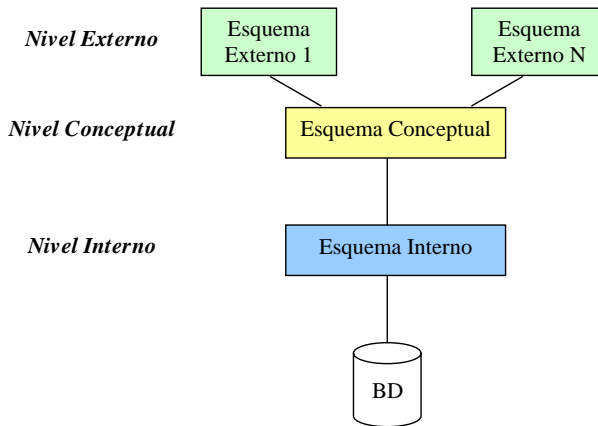 Nivel Externo
Esquema
Externo 1
Esquema
Externo N
Nivel Conceptual
Esquema Conceptual
Nivel Interno
Esquema Interno
BD